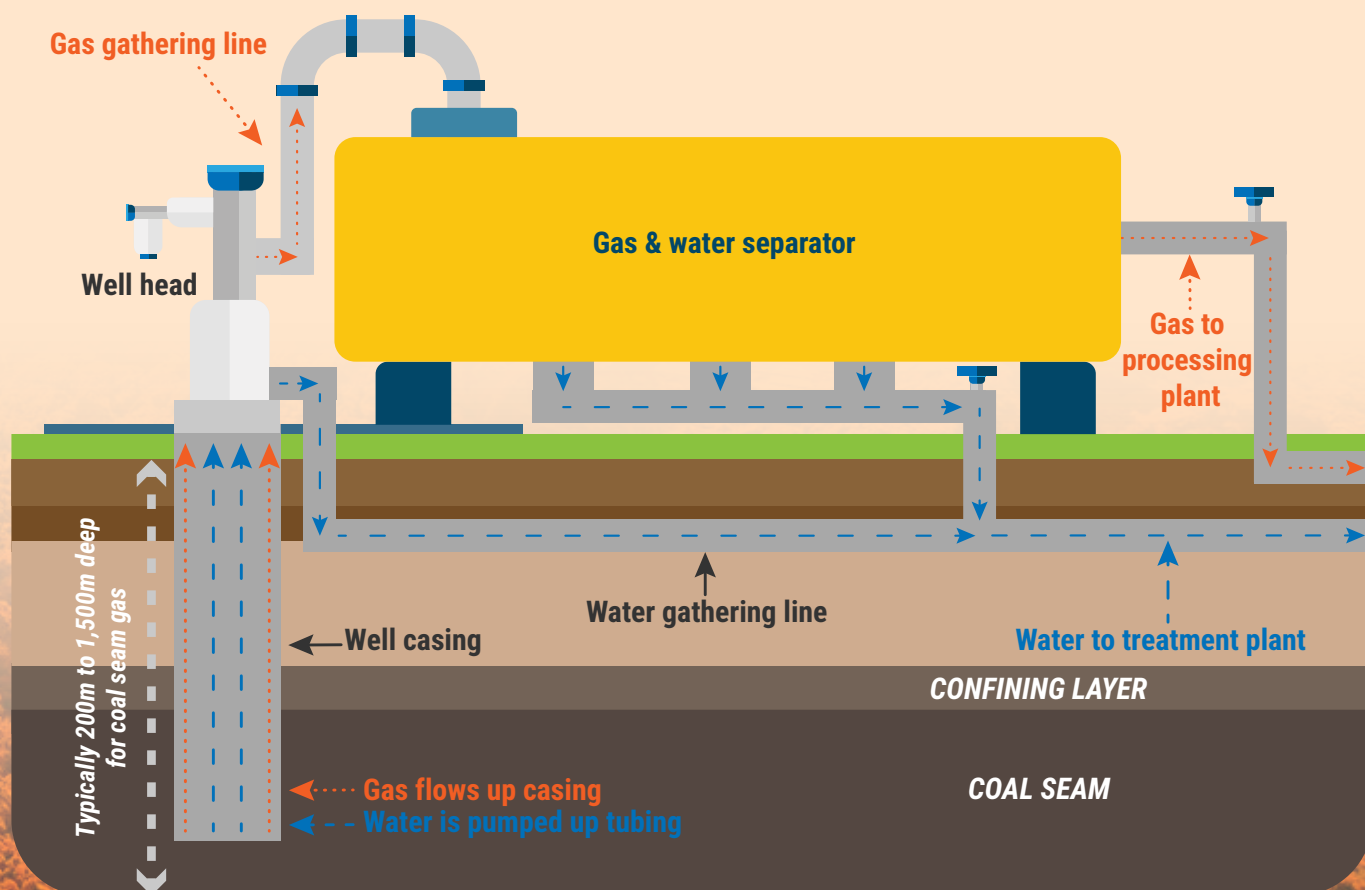 Gas gathering line
Gas & water separator
Well head
Gas to
processing
plant
Typically 200m to 1,500m deep
for coal seam gas
Water gathering line
Well casing
Water to treatment plant
CONFINING LAYER
COAL SEAM
Gas flows up casing
Water is pumped up tubing